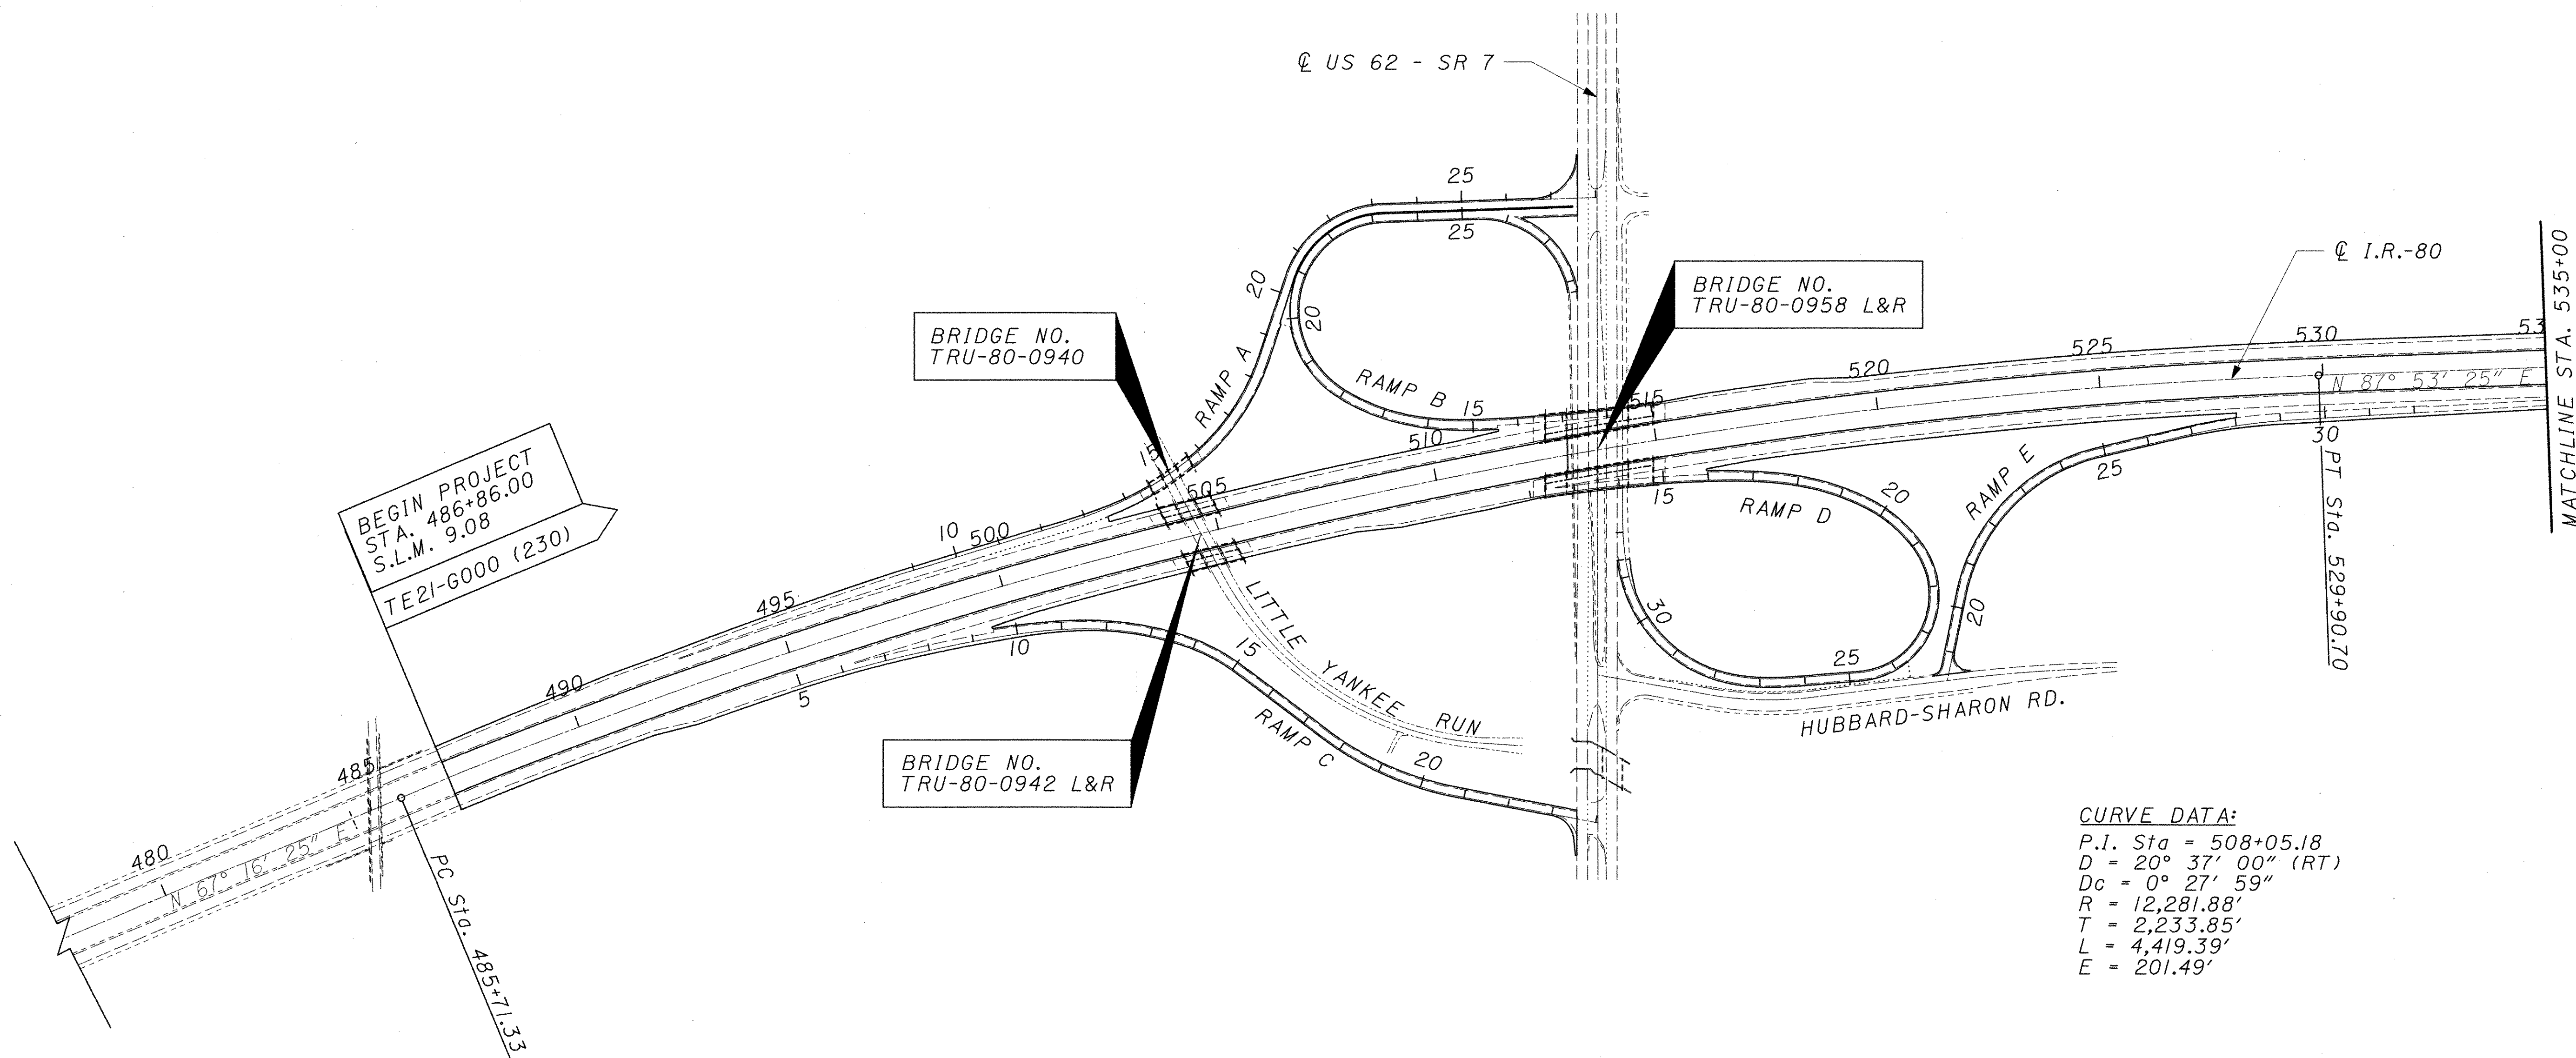 ℄ US 62 - SR 7
25
25
℄ I.R.-80
MATCHLINE STA. 535+00
BRIDGE NO.
TRU-80-0958 L&R
BRIDGE NO.
TRU-80-0940
20
20
RAMP A
RAMP B
15
53
530
525
520
515
510
N 87° 53' 25" E
BEGIN PROJECT
STA. 486+86.00
S.L.M. 9.08
TE21-G000 (230)
15
505
10
500
15
RAMP D
20
RAMP E
25
30
PT Sta. 529+90.70
495
490
485
480
5
10
15
LITTLE YANKEE RUN
RAMP C
20
30
25
20
HUBBARD-SHARON RD.
BRIDGE NO.
TRU-80-0942 L&R
N 67° 16' 25" E
PC Sta. 485+71.33
CURVE DATA:
P.I. Sta = 508+05.18
D = 20° 37' 00" (RT)
Dc = 0° 27' 59"
R = 12,281.88'
T = 2,233.85'
L = 4,419.39'
E = 201.49'